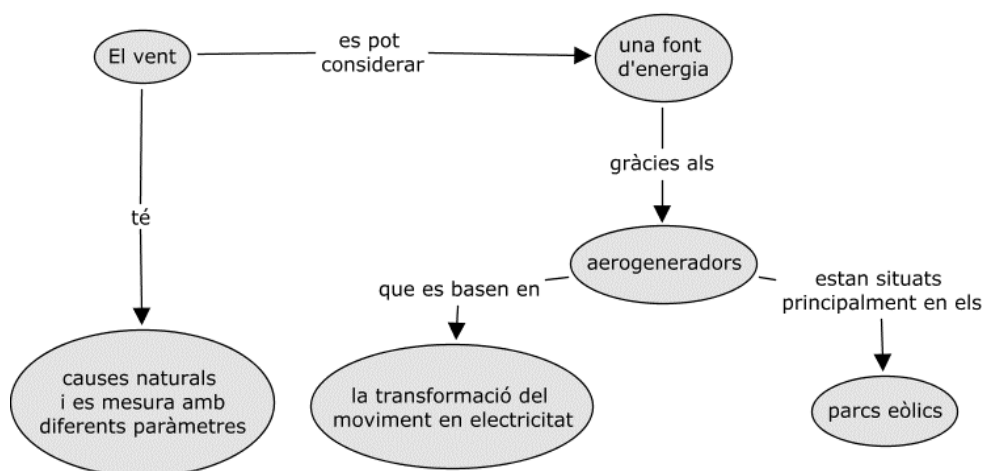 El vent
es pot
considerar
una font
d'energia
gràcies als
té
aerogeneradors
que es basen en
estan situats
principalment en els
causes naturals
i es mesura amb
diferents paràmetres
la transformació del
moviment en electricitat
parcs eòlics